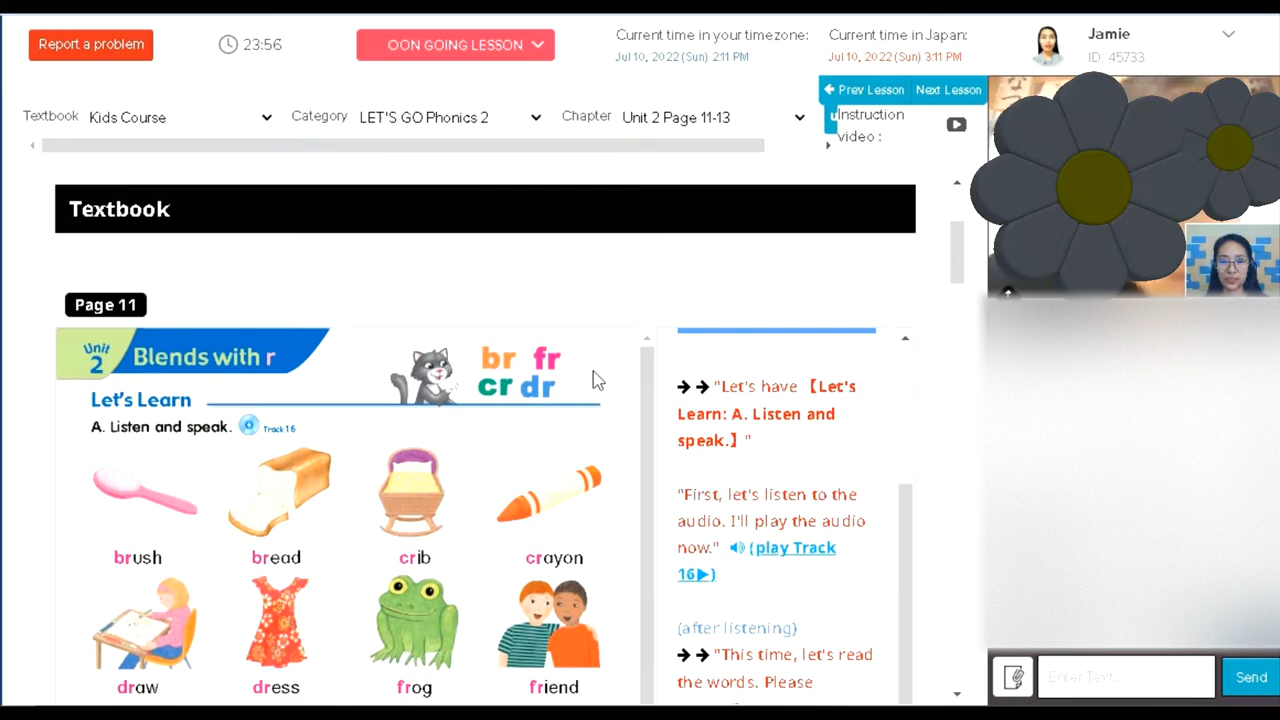 Report a problem
23:56
OON GOING LESSON
Current time in your timezone:
Jul 10, 2022 (Sun) 2:11 PM
Current time in Japan:
Jul 10, 2022 (Sun) 3:11 PM
Jamie
ID: 45733
Prev Lesson
Next Lesson
Textbook
Kids Course
Category
LET'S GO Phonics 2
Chapter
Unit 2 Page 11-13
u
Instruction
video :
Textbook
Page 11
Unit
2
Blends with r
br fr
cr dr
Let's Learn
A. Listen and speak.
Track 16
brush
bread
crib
crayon
draw
dress
frog
friend
➔ ➔ "Let's have 【Let's
Learn: A. Listen and
speak.】 "
"First, let's listen to the
audio. I'll play the audio
now." (play Track
16▶)
(after listening)
➔ ➔ "This time, let's read
the words. Please
Enter Text...
Send